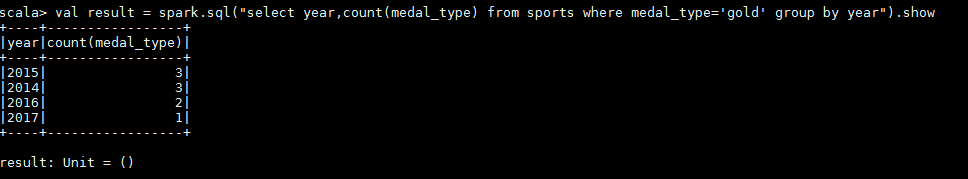 scala> val result = spark.sql("select year,count(medal_type) from sports where medal_type='gold' group by year").show
+----+-----------------+
|year|count(medal_type)|
+----+-----------------+
|2015|                3|
|2014|                3|
|2016|                2|
|2017|                1|
+----+-----------------+
result: Unit = ()